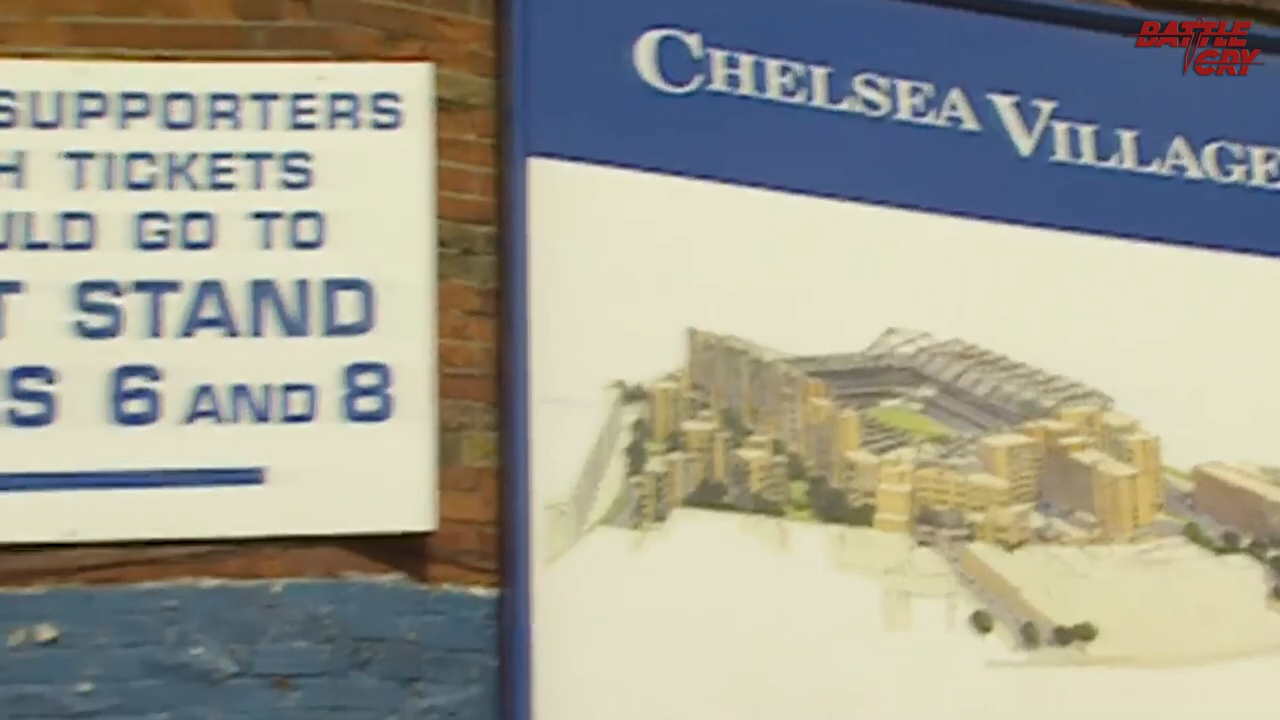 SUPPORTERS
H TICKETS
ULD GO TO
T STAND
S 6 AND 8
CHELSEA VILLAGE
BATTLE
CRY